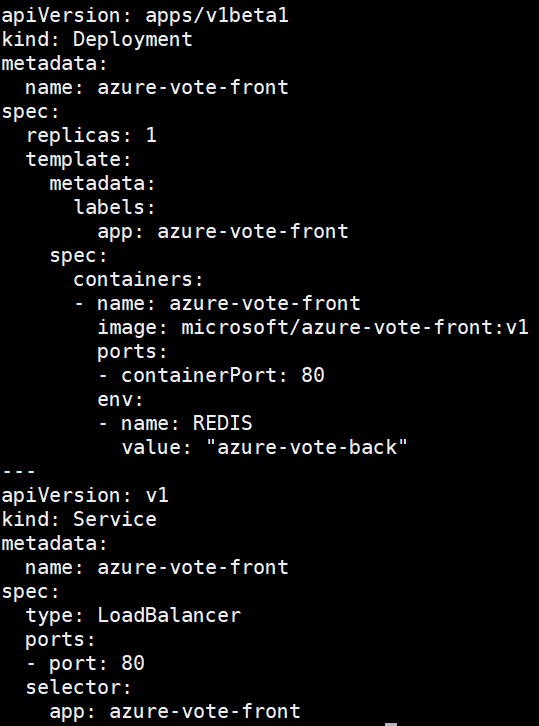 apiVersion: apps/v1beta1
kind: Deployment
metadata:
  name: azure-vote-front
spec:
  replicas: 1
  template:
    metadata:
      labels:
        app: azure-vote-front
    spec:
      containers:
      - name: azure-vote-front
        image: microsoft/azure-vote-front:v1
        ports:
        - containerPort: 80
        env:
        - name: REDIS
          value: "azure-vote-back"
---
apiVersion: v1
kind: Service
metadata:
  name: azure-vote-front
spec:
  type: LoadBalancer
  ports:
  - port: 80
  selector:
    app: azure-vote-front